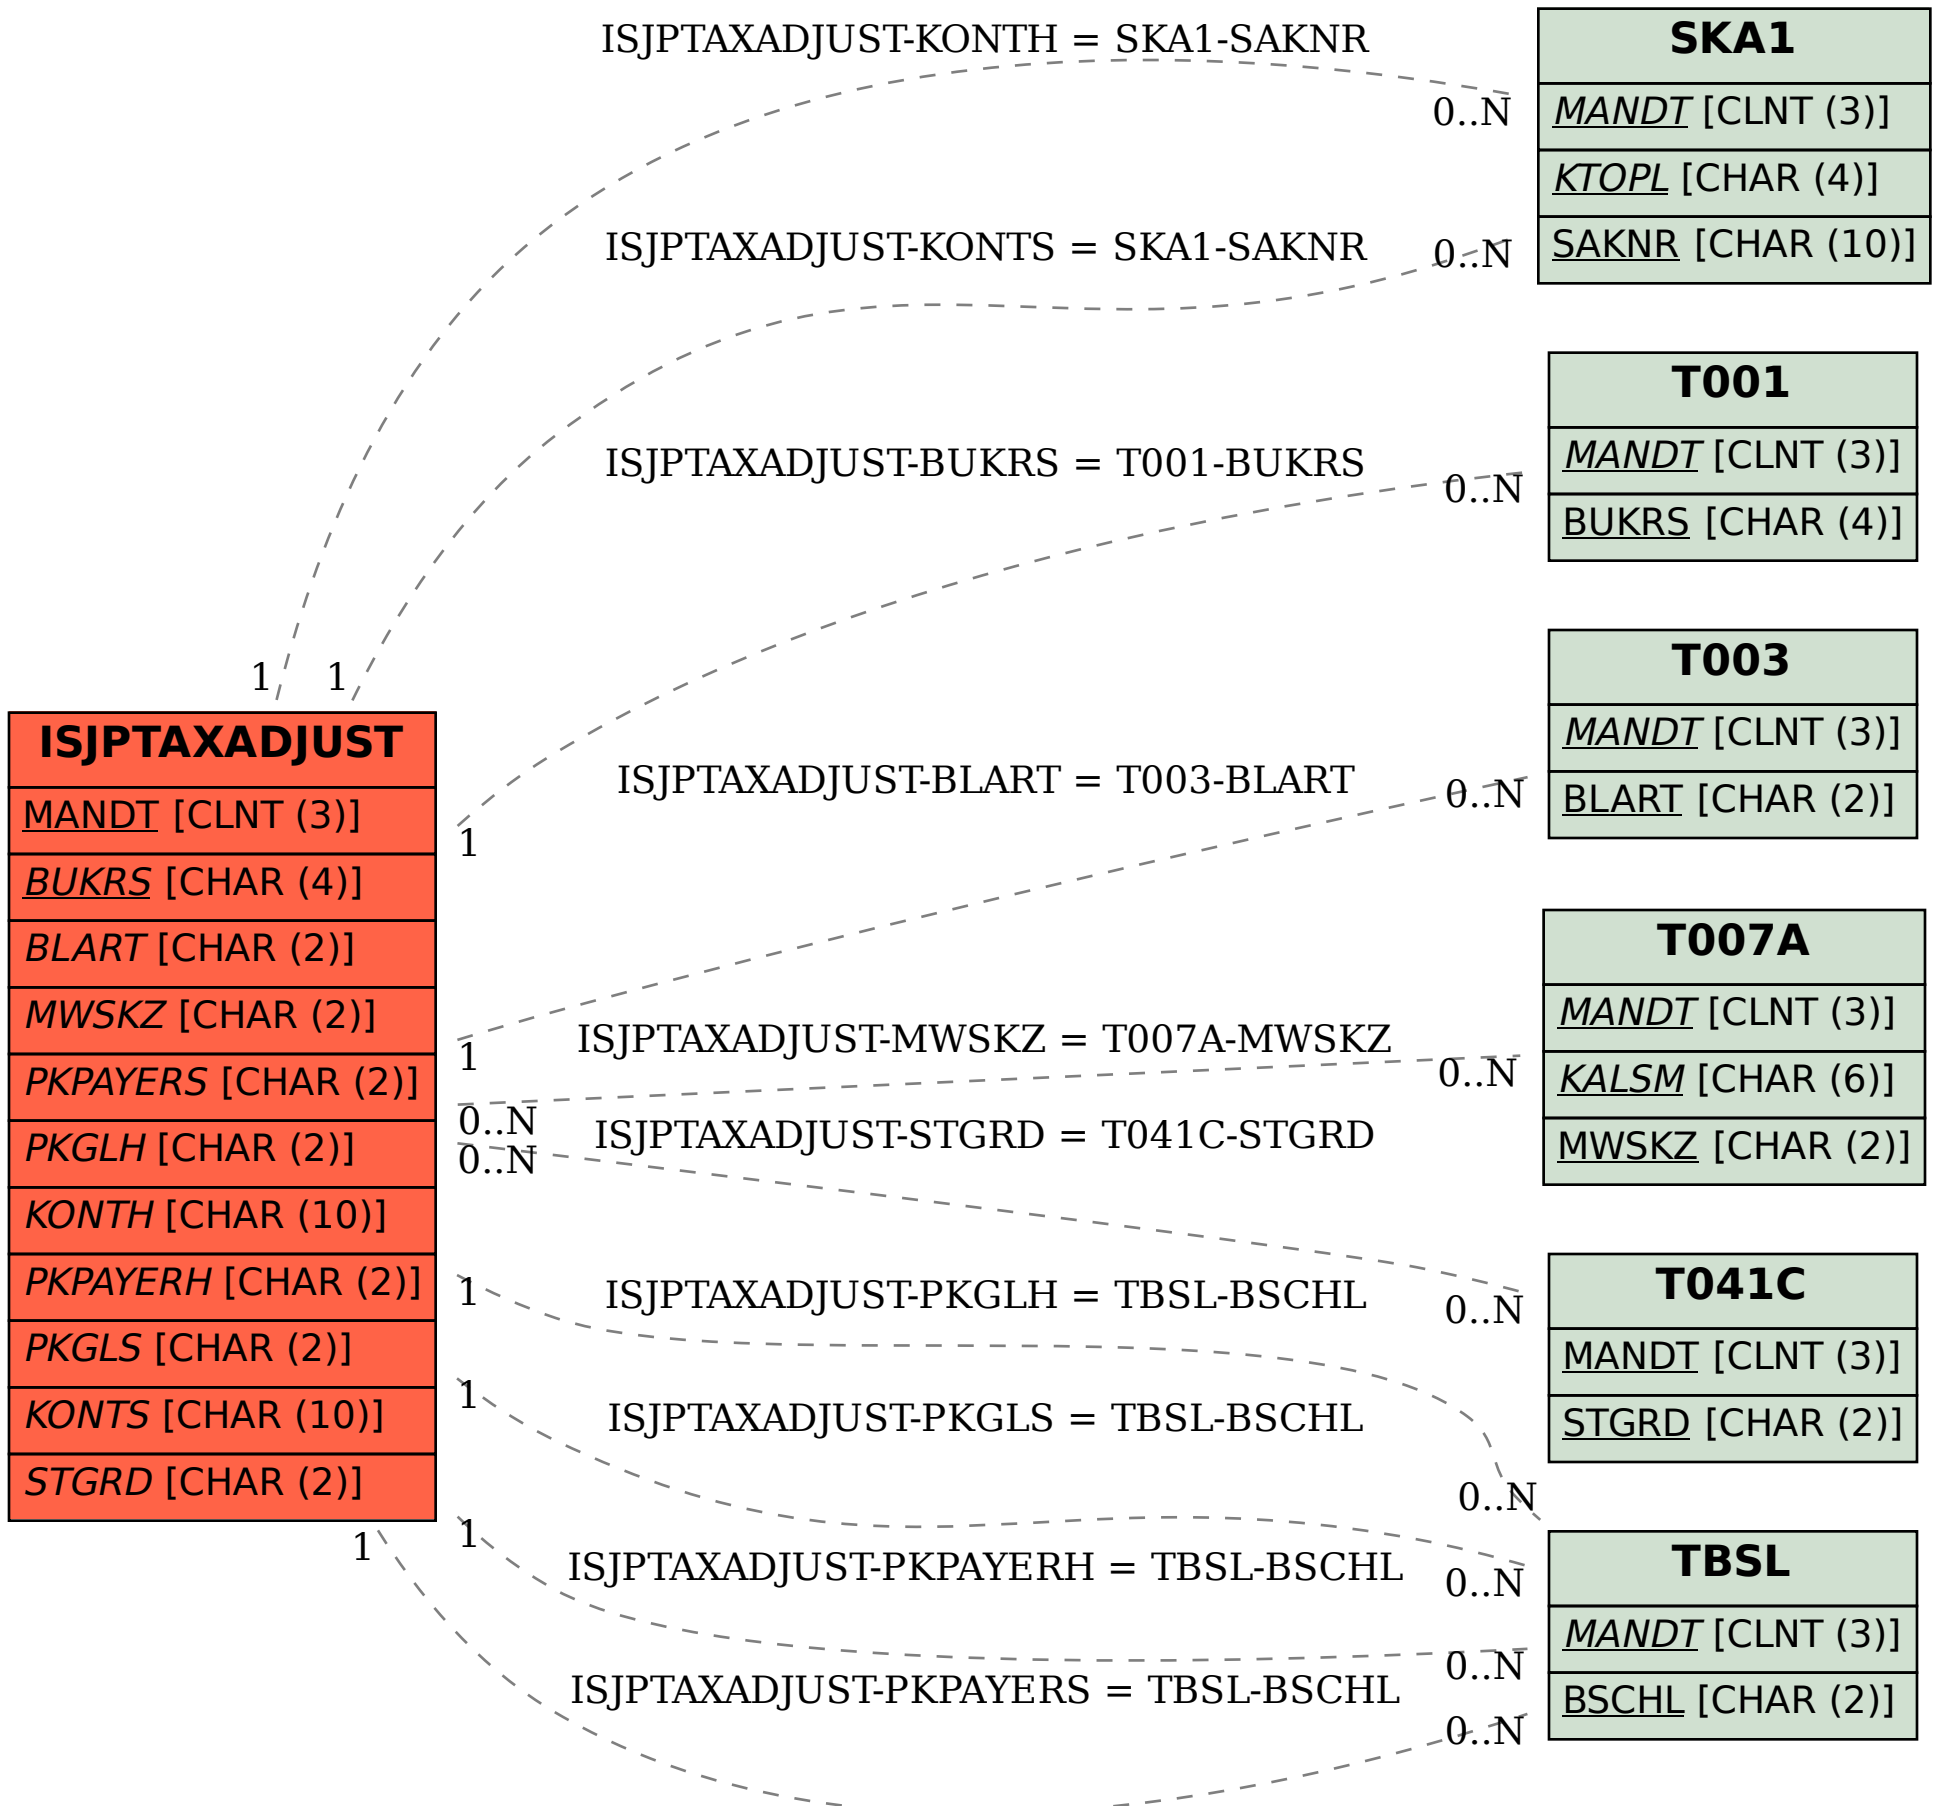 ISJPTAXADJUST-KONTH = SKA1-SAKNR
0..N
ISJPTAXADJUST-KONTS = SKA1-SAKNR
0..N
ISJPTAXADJUST-BUKRS = T001-BUKRS
0..N
1
1
1
ISJPTAXADJUST-BLART = T003-BLART
0..N
1
ISJPTAXADJUST-MWSKZ = T007A-MWSKZ
0..N
0..N
ISJPTAXADJUST-STGRD = T041C-STGRD
0..N
0..N
ISJPTAXADJUST-PKGLH = TBSL-BSCHL
1
0..N
ISJPTAXADJUST-PKGLS = TBSL-BSCHL
1
0..N
ISJPTAXADJUST-PKPAYERH = TBSL-BSCHL
1
0..N
ISJPTAXADJUST-PKPAYERS = TBSL-BSCHL
1
0..N
ISJPTAXADJUST
MANDT [CLNT (3)]
BUKRS [CHAR (4)]
BLART [CHAR (2)]
MWSKZ [CHAR (2)]
PKPAYERS [CHAR (2)]
PKGLH [CHAR (2)]
KONTH [CHAR (10)]
PKPAYERH [CHAR (2)]
PKGLS [CHAR (2)]
KONTS [CHAR (10)]
STGRD [CHAR (2)]
SKA1
MANDT [CLNT (3)]
KTOPL [CHAR (4)]
SAKNR [CHAR (10)]
T001
MANDT [CLNT (3)]
BUKRS [CHAR (4)]
T003
MANDT [CLNT (3)]
BLART [CHAR (2)]
T007A
MANDT [CLNT (3)]
KALSM [CHAR (6)]
MWSKZ [CHAR (2)]
T041C
MANDT [CLNT (3)]
STGRD [CHAR (2)]
TBSL
MANDT [CLNT (3)]
BSCHL [CHAR (2)]